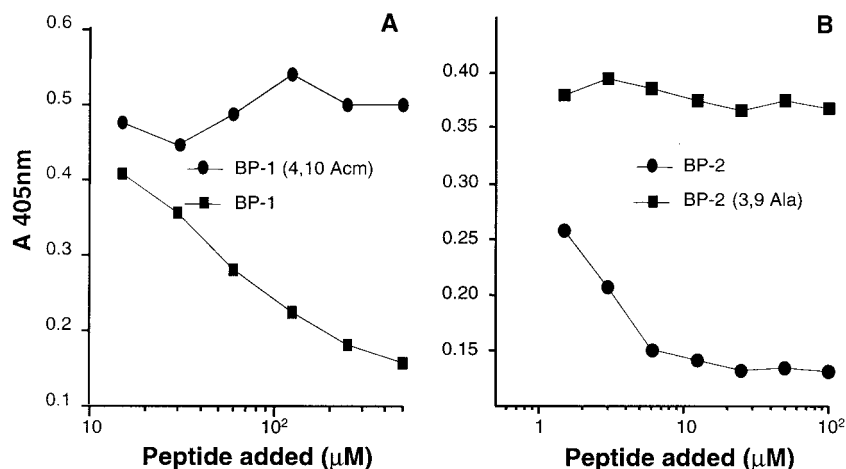 A
0.6
0.5
0.4
0.3
0.2
0.1
A 405nm
BP-1 (4,10 Acm)
BP-1
10
10²
Peptide added (μM)
B
0.40
0.35
0.30
0.25
0.20
0.15
BP-2
BP-2 (3,9 Ala)
1
10
10²
Peptide added (μM)